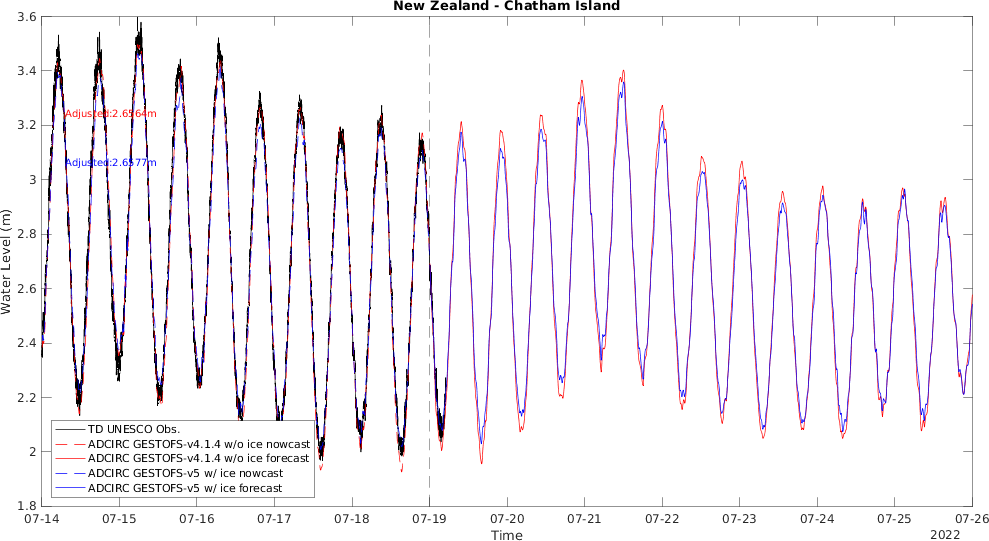 New Zealand - Chatham Island
3.6
3.4
3.2
3
2.8
2.6
2.4
2.2
2
1.8
Water Level (m)
Adjusted:2.6564m
Adjusted:2.6577m
TD UNESCO Obs.
ADCIRC GESTOFS-v4.1.4 w/o ice nowcast
ADCIRC GESTOFS-v4.1.4 w/o ice forecast
ADCIRC GESTOFS-v5 w/ ice nowcast
ADCIRC GESTOFS-v5 w/ ice forecast
07-14 07-15 07-16 07-17 07-18 07-19 07-20 07-21 07-22 07-23 07-24 07-25 07-26
Time
2022